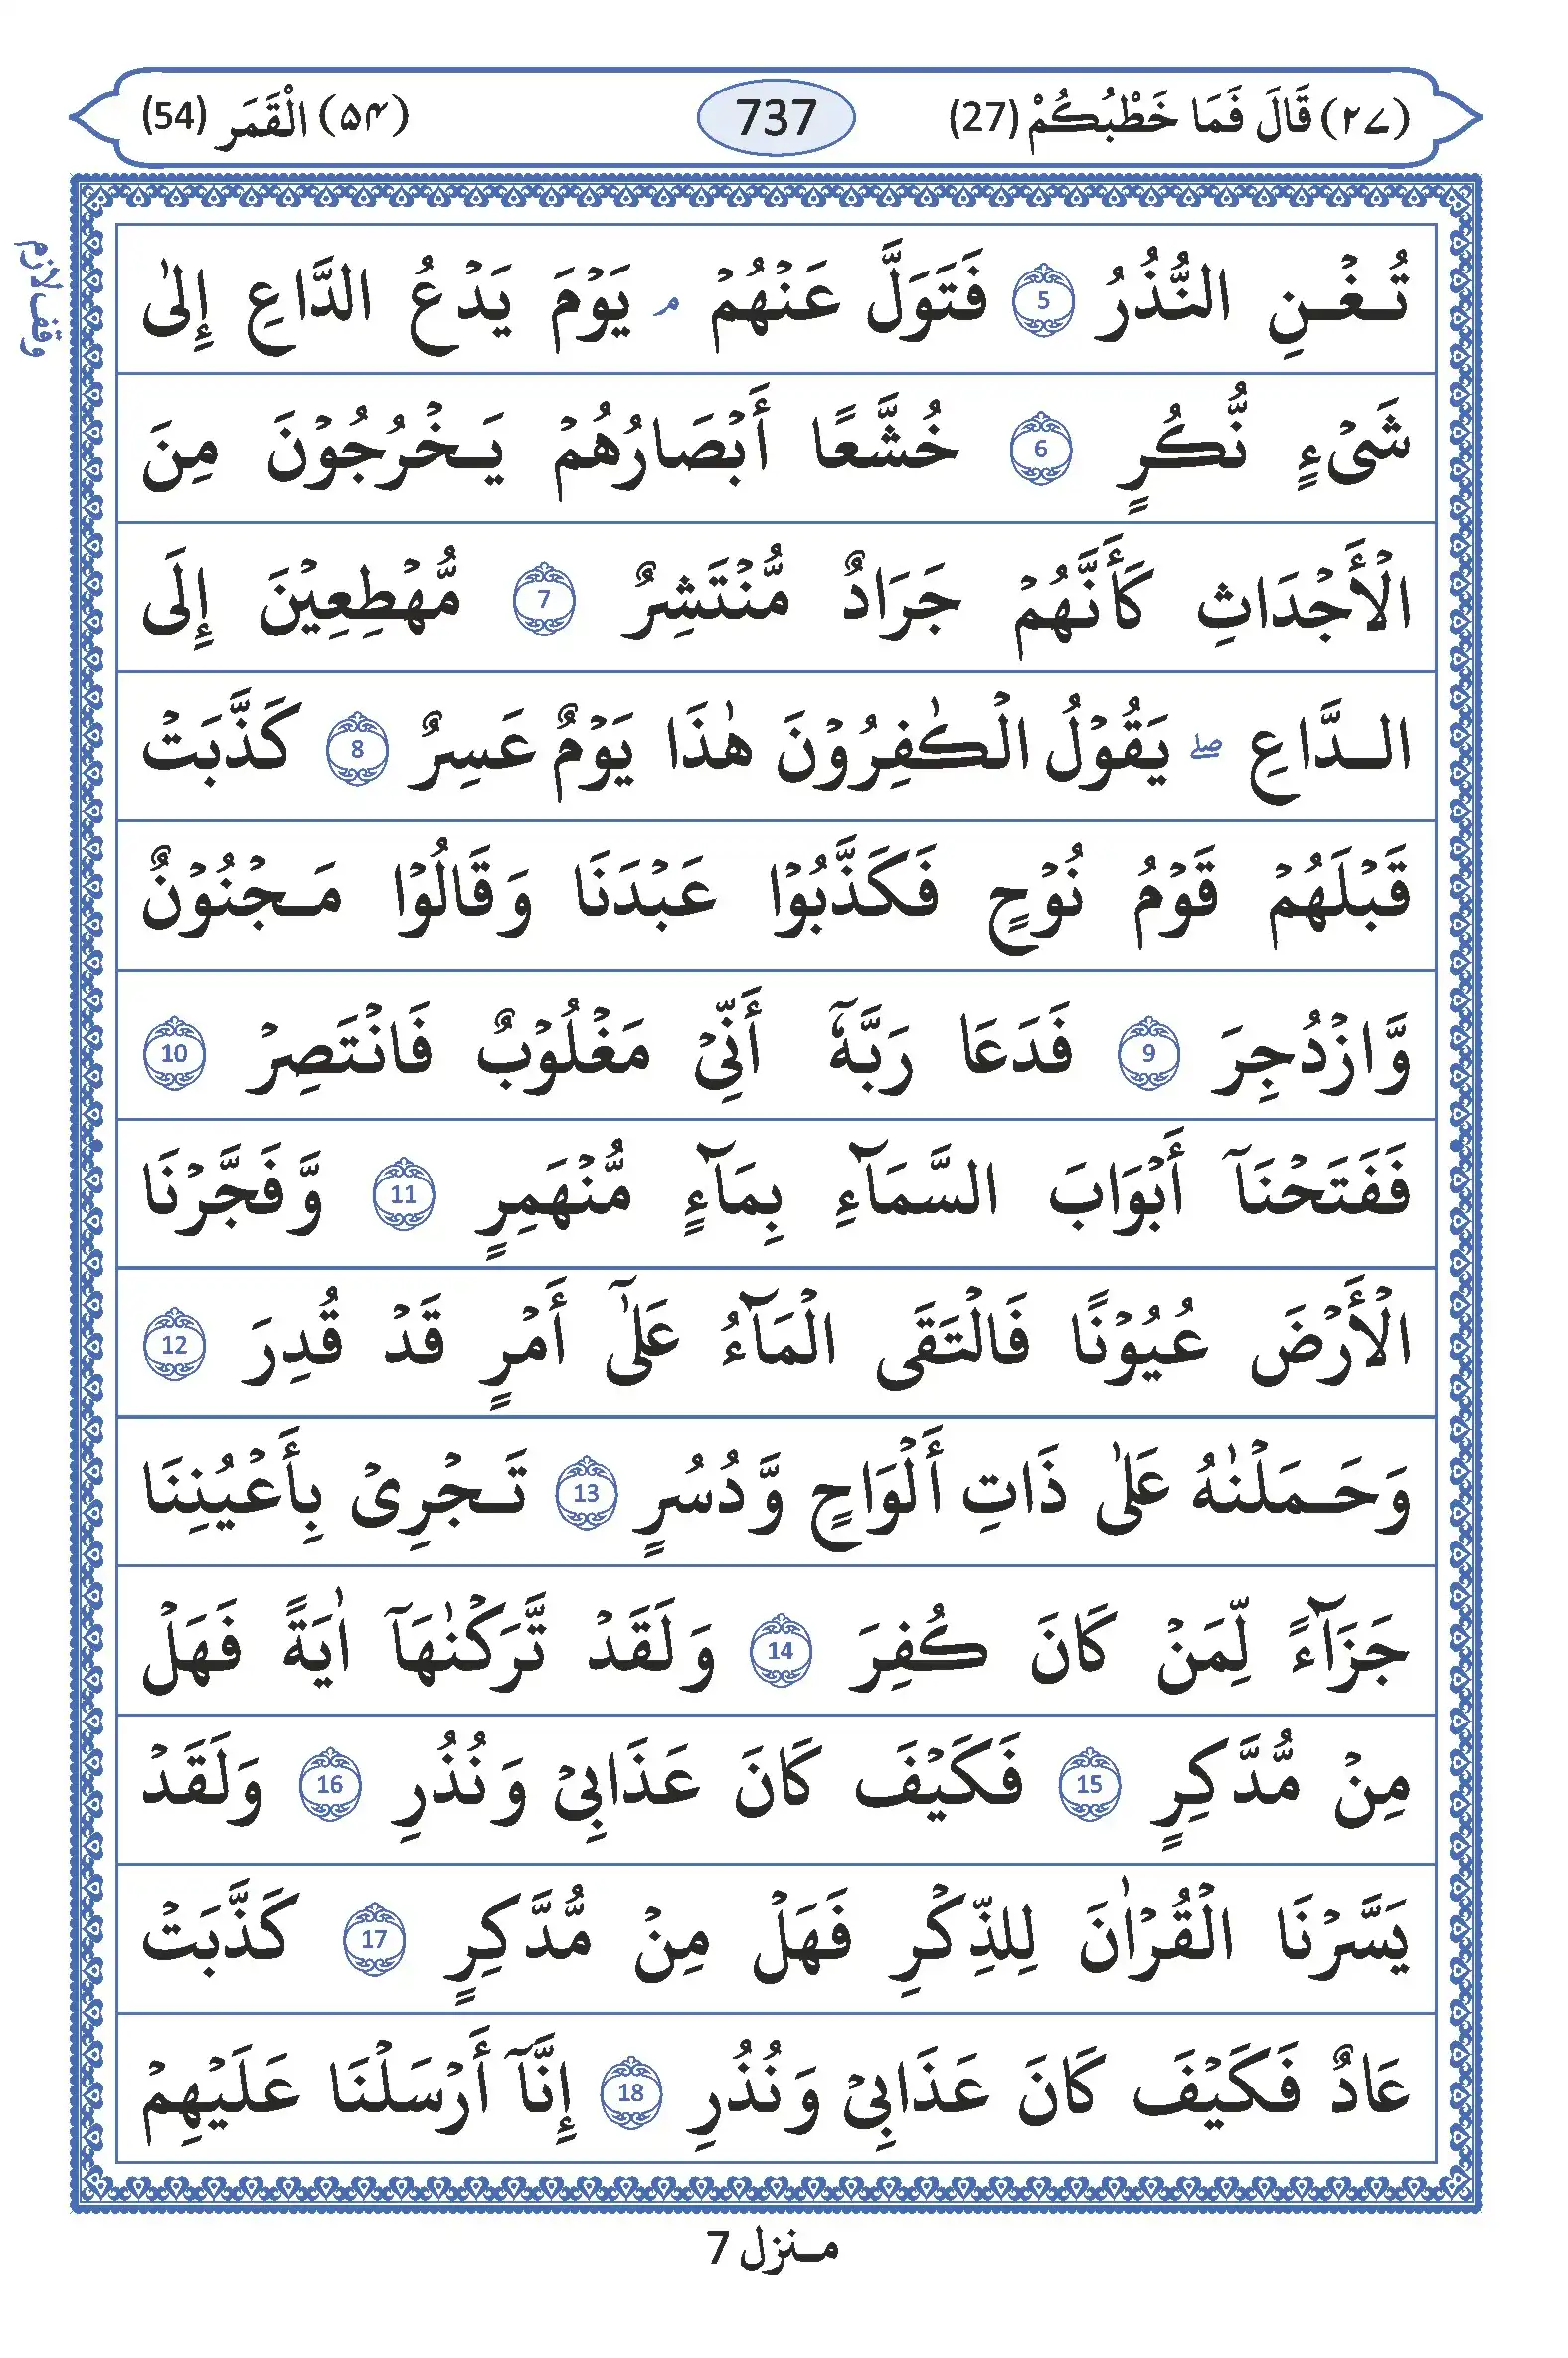 (۲۷) قَالَ فَمَا خَطْبُكُمْ (27) 737 (۵۴) الْقَمَر (54)
وقف لازم
تُغْنِ النُّذُرُ 5 فَتَوَلَّ عَنْهُمْ ۘ يَوْمَ يَدْعُ الدَّاعِ إِلٰى
شَيْءٍ نُّكُرٍ 6 خُشَّعًا أَبْصَارُهُمْ يَخْرُجُوْنَ مِنَ
الْأَجْدَاثِ كَأَنَّهُمْ جَرَادٌ مُّنْتَشِرٌ 7 مُّهْطِعِيْنَ إِلَى
الدَّاعِ ۖ يَقُوْلُ الْكٰفِرُوْنَ هٰذَا يَوْمٌ عَسِرٌ 8 كَذَّبَتْ
قَبْلَهُمْ قَوْمُ نُوْحٍ فَكَذَّبُوْا عَبْدَنَا وَقَالُوْا مَجْنُوْنٌ
وَّازْدُجِرَ 9 فَدَعَا رَبَّهٗٓ أَنِّيْ مَغْلُوْبٌ فَانْتَصِرْ 10
فَفَتَحْنَآ أَبْوَابَ السَّمَآءِ بِمَآءٍ مُّنْهَمِرٍ 11 وَّفَجَّرْنَا
الْأَرْضَ عُيُوْنًا فَالْتَقَى الْمَآءُ عَلٰٓى أَمْرٍ قَدْ قُدِرَ 12
وَحَمَلْنٰهُ عَلٰى ذَاتِ أَلْوَاحٍ وَّدُسُرٍ 13 تَجْرِيْ بِأَعْيُنِنَا
جَزَآءً لِّمَنْ كَانَ كُفِرَ 14 وَلَقَدْ تَّرَكْنٰهَآ اٰيَةً فَهَلْ
مِنْ مُّدَّكِرٍ 15 فَكَيْفَ كَانَ عَذَابِيْ وَنُذُرِ 16 وَلَقَدْ
يَسَّرْنَا الْقُرْاٰنَ لِلذِّكْرِ فَهَلْ مِنْ مُّدَّكِرٍ 17 كَذَّبَتْ
عَادٌ فَكَيْفَ كَانَ عَذَابِيْ وَنُذُرِ 18 إِنَّآ أَرْسَلْنَا عَلَيْهِمْ
منزل 7